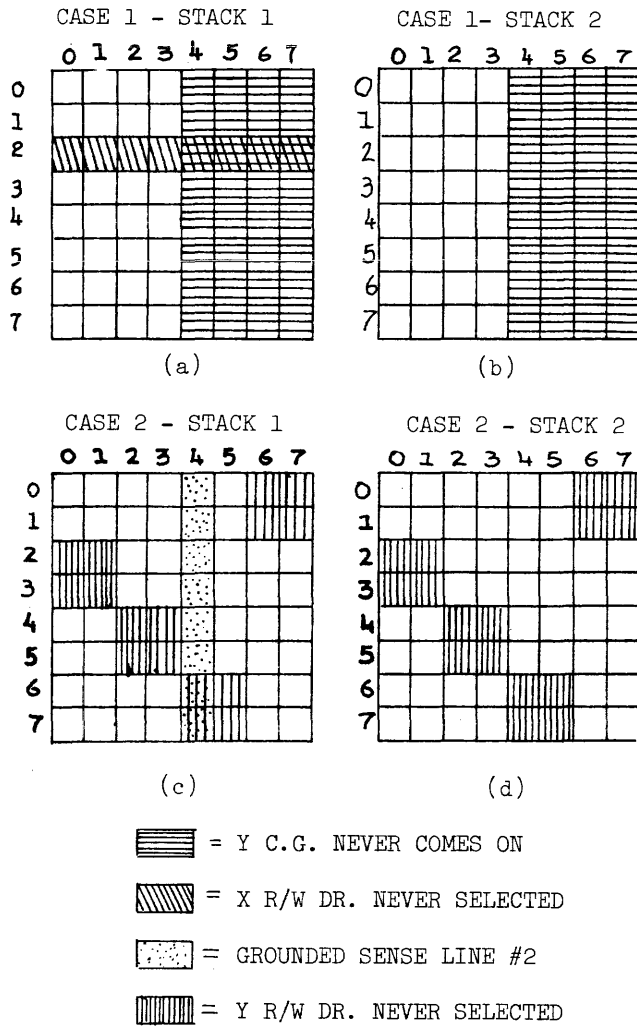 CASE 1 - STACK 1
0 1 2 3 4 5 6 7
0
1
2
3
4
5
6
7
(a)
CASE 1- STACK 2
0 1 2 3 4 5 6 7
0
1
2
3
4
5
6
7
(b)
CASE 2 - STACK 1
0 1 2 3 4 5 6 7
0
1
2
3
4
5
6
7
(c)
CASE 2 - STACK 2
0 1 2 3 4 5 6 7
0
1
2
3
4
5
6
7
(d)
= Y C.G. NEVER COMES ON
= X R/W DR. NEVER SELECTED
= GROUNDED SENSE LINE #2
= Y R/W DR. NEVER SELECTED